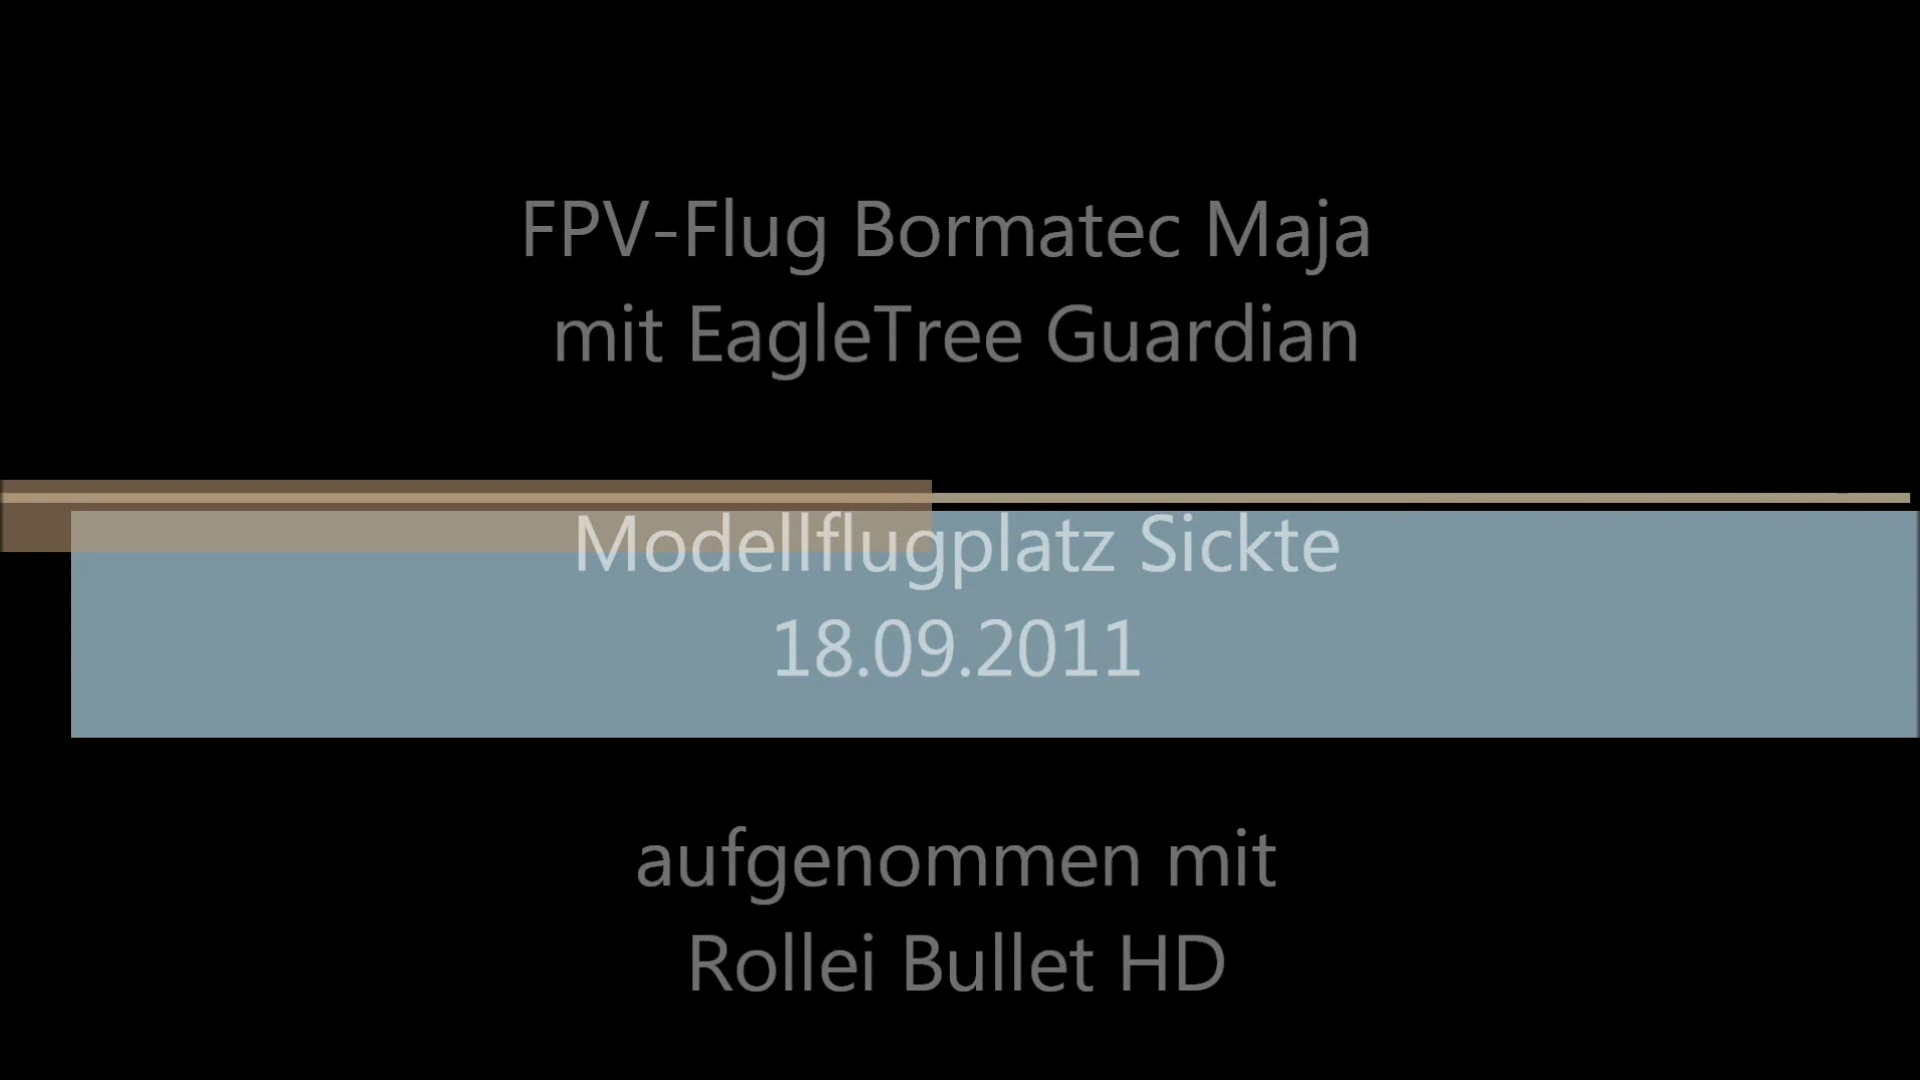 FPV-Flug Bormatec Maja
mit EagleTree Guardian
Modellflugplatz Sickte
18.09.2011
aufgenommen mit
Rollei Bullet HD